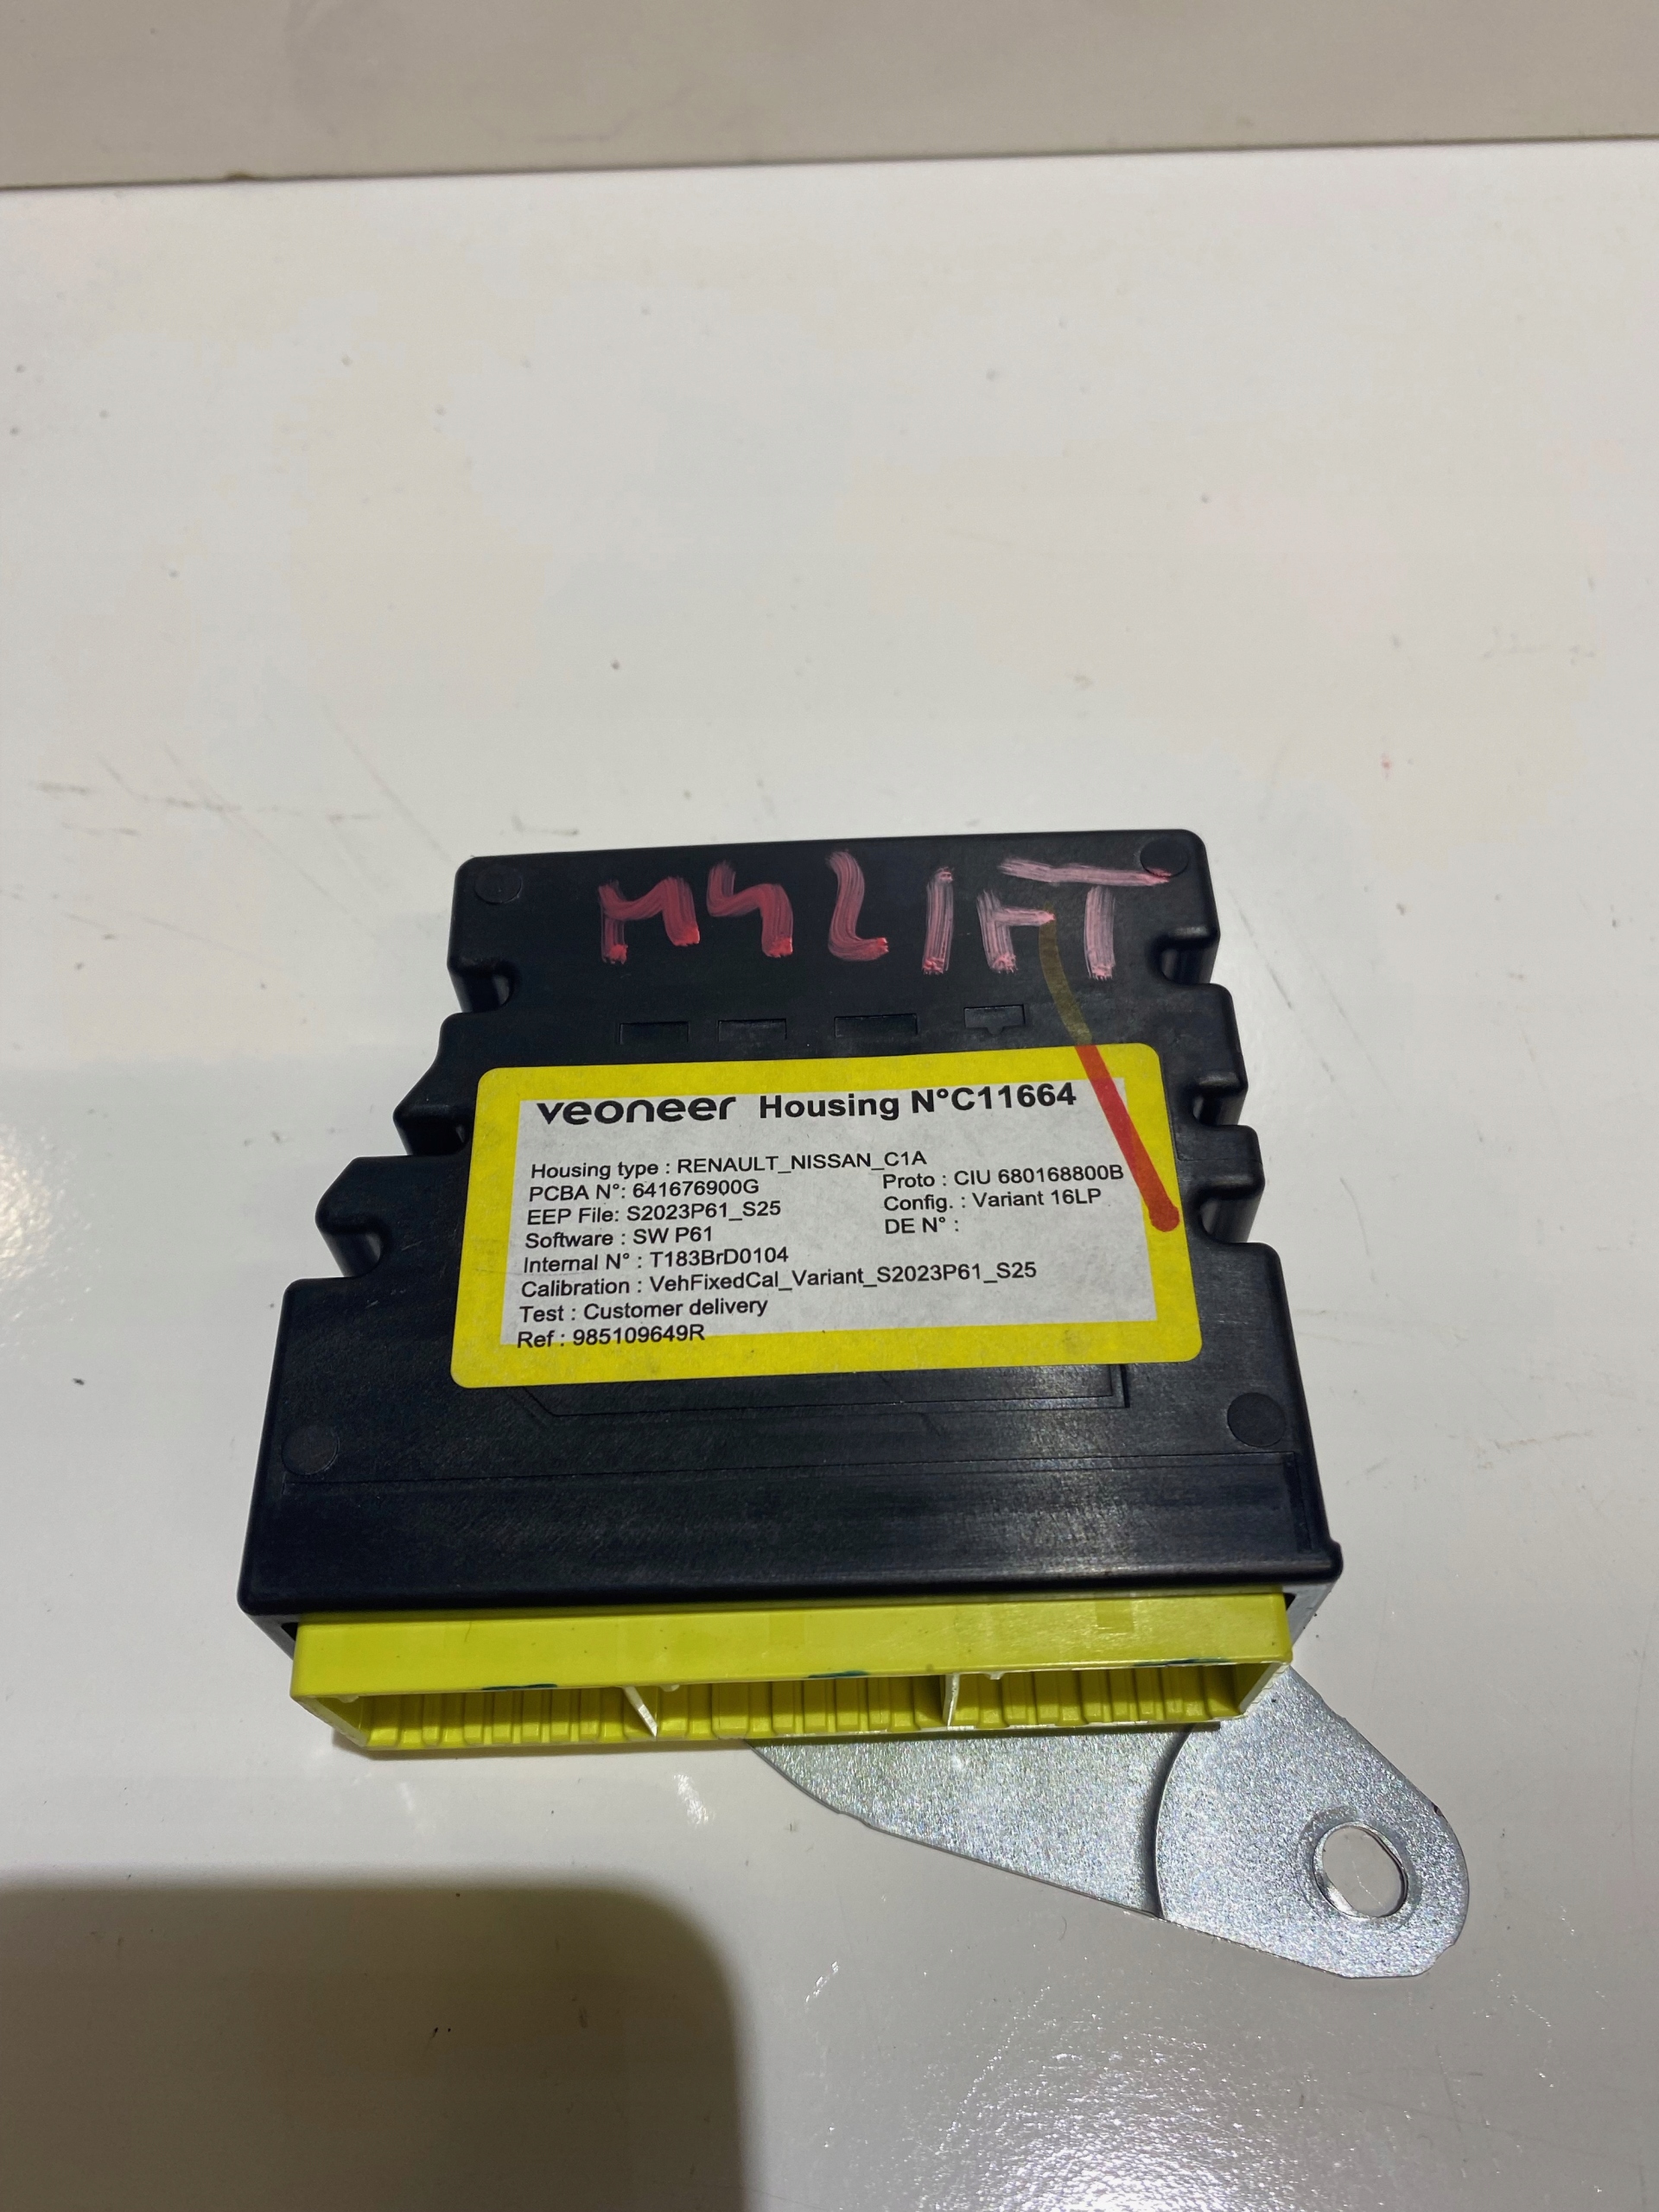 veoneer Housing N°C11664
Housing type : RENAULT_NISSAN_C1A
PCBA N°: 641676900G Proto : CIU 680168800B
EEP File: S2023P61_S25 Config. : Variant 16LP
Software : SW P61 DE N° :
Internal N° : T183BrD0104
Calibration : VehFixedCal_Variant_S2023P61_S25
Test : Customer delivery
Ref : 985109649R